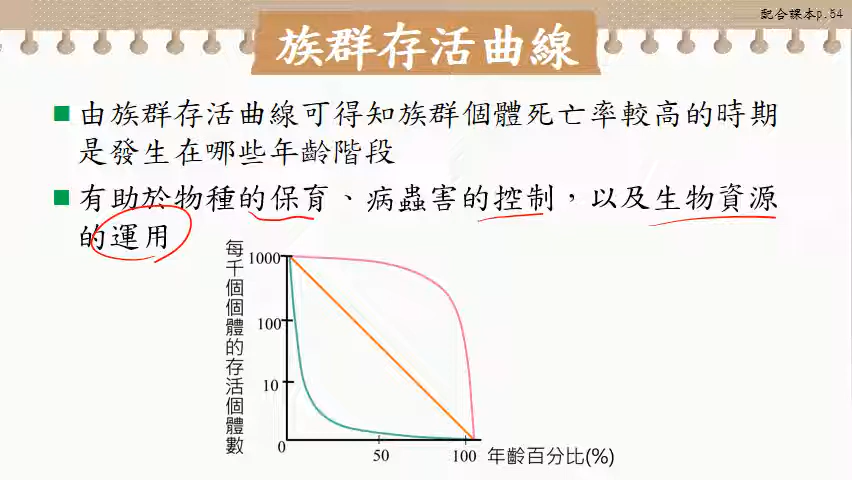 配合課本p.54
族群存活曲線
由族群存活曲線可得知族群個體死亡率較高的時期
是發生在哪些年齡階段
有助於物種的保育、病蟲害的控制，以及生物資源
的運用
每千個個體的存活個體數
1000
100
10
0
50
100
年齡百分比(%)